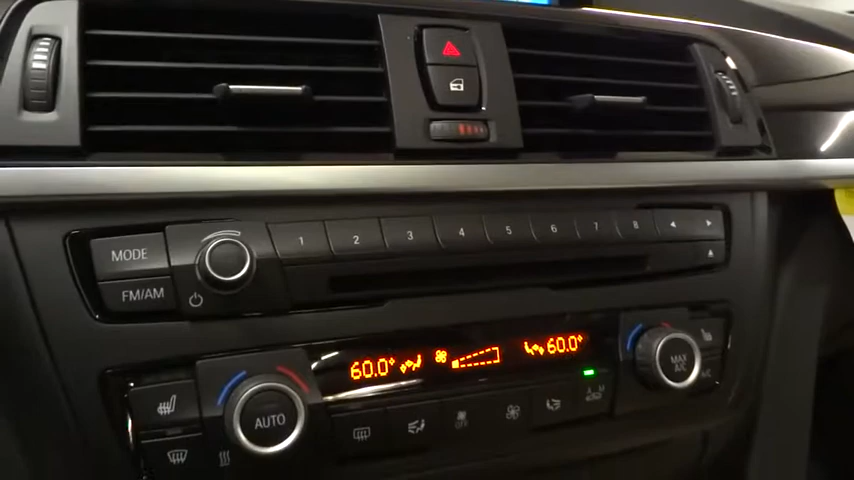 MODE
1 2 3 4 5 6 7 8
FM/AM
60.0° 60.0°
AUTO
MAX
A/C
A/C